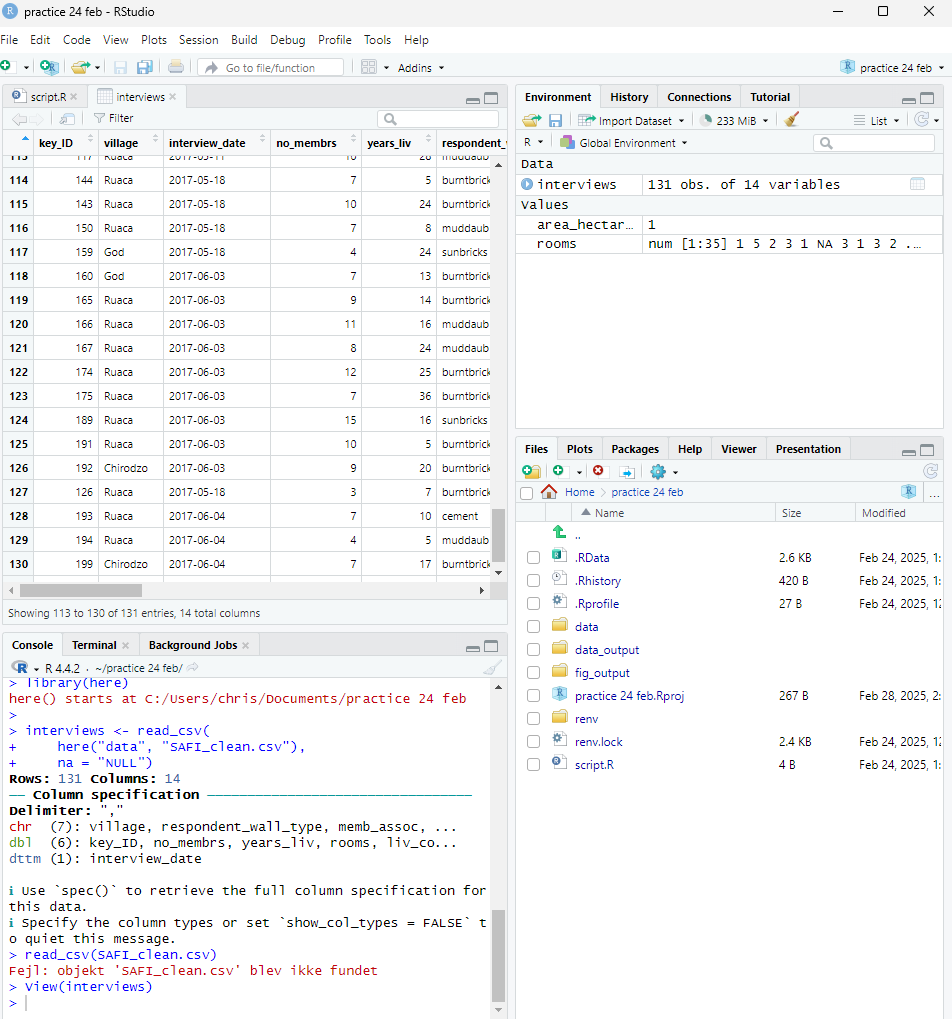 practice 24 feb - RStudio
File Edit Code View Plots Session Build Debug Profile Tools Help
Go to file/function Addins practice 24 feb
script.R interviews
Filter
key_ID village interview_date no_membrs years_liv respondent_
113 117 Ruaca 2017-05-11 10 28 muddaub
114 144 Ruaca 2017-05-18 7 5 burntbrick
115 143 Ruaca 2017-05-18 10 24 burntbrick
116 150 Ruaca 2017-05-18 7 8 muddaub
117 159 God 2017-05-18 4 24 sunbricks
118 160 God 2017-06-03 7 13 burntbrick
119 165 Ruaca 2017-06-03 9 14 burntbrick
120 166 Ruaca 2017-06-03 11 16 muddaub
121 167 Ruaca 2017-06-03 8 24 muddaub
122 174 Ruaca 2017-06-03 12 25 burntbrick
123 175 Ruaca 2017-06-03 7 36 burntbrick
124 189 Ruaca 2017-06-03 15 16 sunbricks
125 191 Ruaca 2017-06-03 10 5 burntbrick
126 192 Chirodzo 2017-06-03 9 20 burntbrick
127 126 Ruaca 2017-05-18 3 7 burntbrick
128 193 Ruaca 2017-06-04 7 10 cement
129 194 Ruaca 2017-06-04 4 5 muddaub
130 199 Chirodzo 2017-06-04 7 17 burntbrick
Showing 113 to 130 of 131 entries, 14 total columns
Console Terminal Background Jobs
R 4.4.2 · ~/practice 24 feb/
> library(here)
here() starts at C:/Users/chris/Documents/practice 24 feb
>
> interviews <- read_csv(
+ here("data", "SAFI_clean.csv"),
+ na = "NULL")
Rows: 131 Columns: 14
── Column specification ──────────────────────────────────
Delimiter: ","
chr (7): village, respondent_wall_type, memb_assoc, ...
dbl (6): key_ID, no_membrs, years_liv, rooms, liv_co...
dttm (1): interview_date
ℹ Use `spec()` to retrieve the full column specification for
this data.
ℹ Specify the column types or set `show_col_types = FALSE` t
o quiet this message.
> read_csv(SAFI_clean.csv)
Fejl: objekt 'SAFI_clean.csv' blev ikke fundet
> View(interviews)
>
Environment History Connections Tutorial
Import Dataset 233 MiB List
R Global Environment
Data
interviews 131 obs. of 14 variables
Values
area_hectar… 1
rooms num [1:35] 1 5 2 3 1 NA 3 1 3 2 ...
Files Plots Packages Help Viewer Presentation
Home practice 24 feb ...
Name Size Modified
..
.RData 2.6 KB Feb 24, 2025, 1:
.Rhistory 420 B Feb 24, 2025, 1:
.Rprofile 27 B Feb 24, 2025, 12
data
data_output
fig_output
practice 24 feb.Rproj 267 B Feb 28, 2025, 2:
renv
renv.lock 2.4 KB Feb 24, 2025, 12
script.R 4 B Feb 24, 2025, 1: